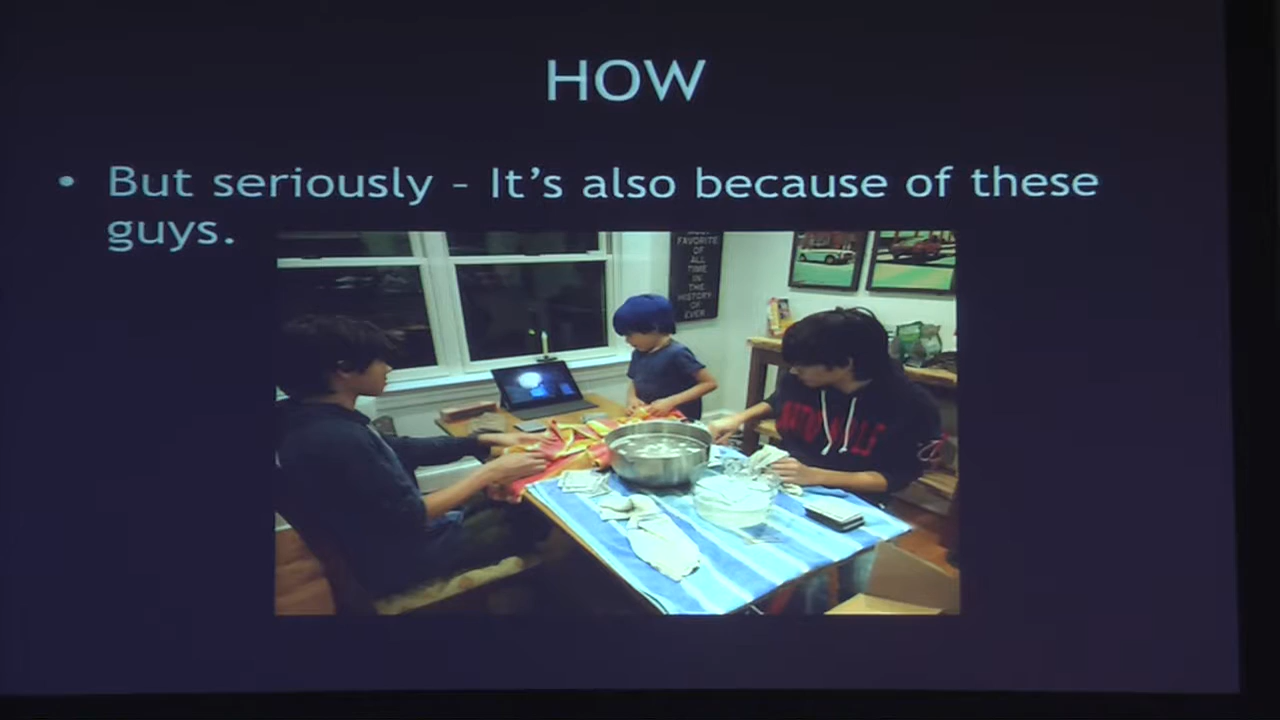 HOW
• But seriously - It's also because of these
guys.
FAVORITE
OF
ALL
TIME
IN
THE
HISTORY
OF
EVER